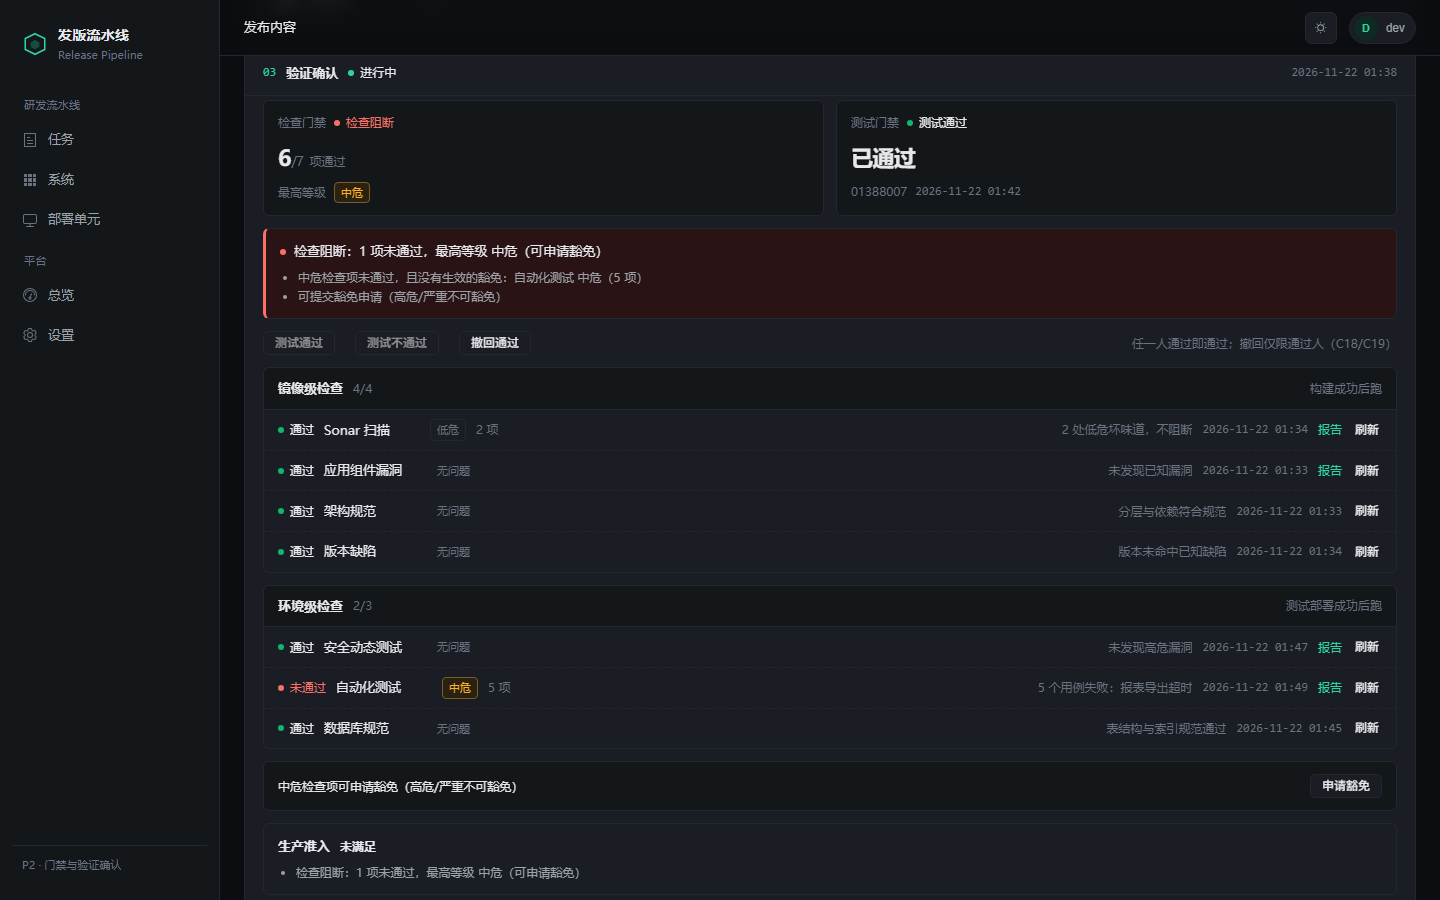 发版流水线
Release Pipeline
研发流水线
任务
系统
部署单元
平台
总览
设置
P2 · 门禁与验证确认
发布内容
D dev
03 验证确认 进行中 2026-11-22 01:38
检查门禁 检查阻断
6/7 项通过
最高等级 中危
测试门禁 测试通过
已通过
01388007 2026-11-22 01:42
检查阻断：1 项未通过，最高等级 中危（可申请豁免）
中危检查项未通过，且没有生效的豁免：自动化测试 中危（5 项）
可提交豁免申请（高危/严重不可豁免）
测试通过 测试不通过 撤回通过 任一人通过即通过；撤回仅限通过人（C18/C19）
镜像级检查 4/4 构建成功后跑
通过 Sonar 扫描 低危 2 项 2 处低危坏味道，不阻断 2026-11-22 01:34 报告 刷新
通过 应用组件漏洞 无问题 未发现已知漏洞 2026-11-22 01:33 报告 刷新
通过 架构规范 无问题 分层与依赖符合规范 2026-11-22 01:33 刷新
通过 版本缺陷 无问题 版本未命中已知缺陷 2026-11-22 01:34 刷新
环境级检查 2/3 测试部署成功后跑
通过 安全动态测试 无问题 未发现高危漏洞 2026-11-22 01:47 报告 刷新
未通过 自动化测试 中危 5 项 5 个用例失败：报表导出超时 2026-11-22 01:49 报告 刷新
通过 数据库规范 无问题 表结构与索引规范通过 2026-11-22 01:45 刷新
中危检查项可申请豁免（高危/严重不可豁免） 申请豁免
生产准入 未满足
检查阻断：1 项未通过，最高等级 中危（可申请豁免）